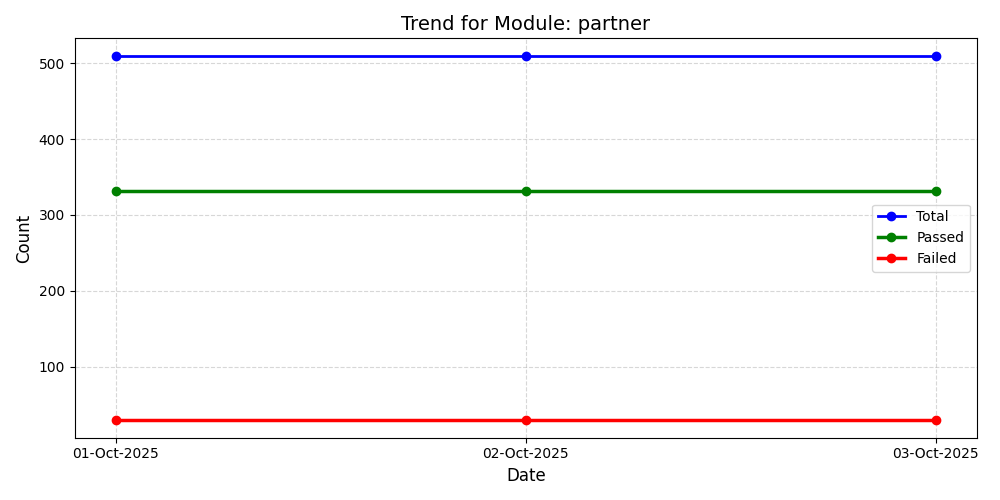 Trend for Module: partner
500
400
300
200
100
Count
Total
Passed
Failed
01-Oct-2025
02-Oct-2025
03-Oct-2025
Date